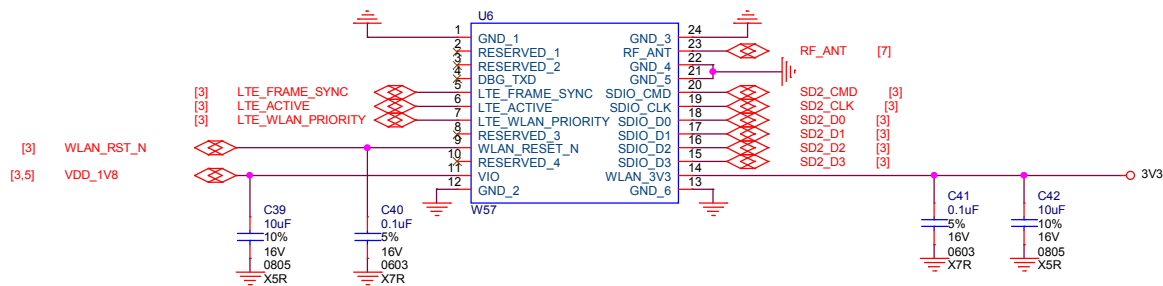 U6
1 GND_1 GND_3 24
2 RESERVED_1 RF_ANT 23 RF_ANT [7]
3 RESERVED_2 GND_4 22
4 DBG_TXD GND_5 21
[3] LTE_FRAME_SYNC 5 LTE_FRAME_SYNC SDIO_CMD 20 SD2_CMD [3]
[3] LTE_ACTIVE 6 LTE_ACTIVE SDIO_CLK 19 SD2_CLK [3]
[3] LTE_WLAN_PRIORITY 7 LTE_WLAN_PRIORITY SDIO_D0 18 SD2_D0 [3]
8 RESERVED_3 SDIO_D1 17 SD2_D1 [3]
[3] WLAN_RST_N 9 WLAN_RESET_N SDIO_D2 16 SD2_D2 [3]
10 RESERVED_4 SDIO_D3 15 SD2_D3 [3]
[3,5] VDD_1V8 11 VIO WLAN_3V3 14 3V3
12 GND_2 GND_6 13
W57
C39
10uF
10%
16V
0805
X5R
C40
0.1uF
5%
16V
0603
X7R
C41
0.1uF
5%
16V
0603
X7R
C42
10uF
10%
16V
0805
X5R